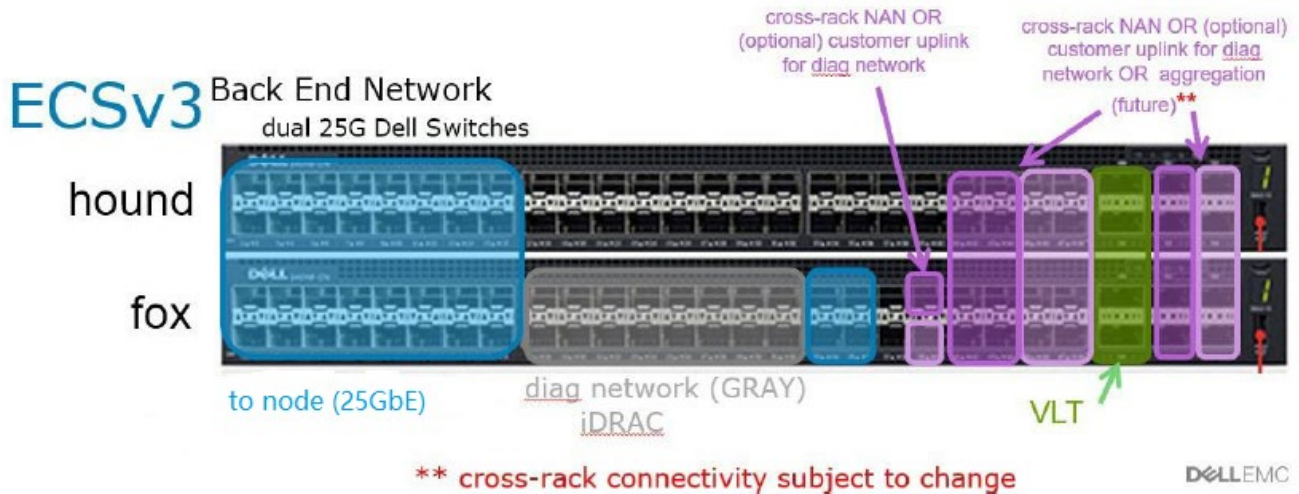 cross-rack NAN OR
(optional) customer uplink
for diag network
cross-rack NAN OR (optional)
customer uplink for diag
network OR aggregation
(future)**
ECSv3
Back End Network
dual 25G Dell Switches
hound
fox
DELL
to node (25GbE)
diag network (GRAY)
iDRAC
VLT
** cross-rack connectivity subject to change
DELLEMC